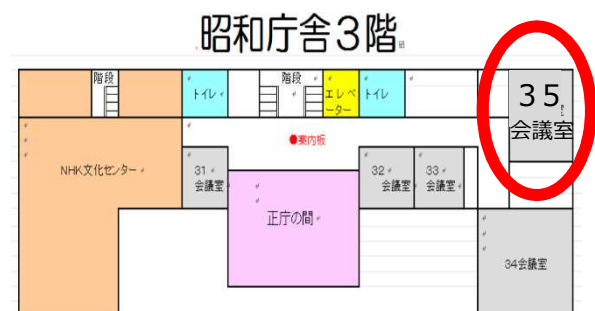 昭和庁舎３階
階段
トイレ
階段
エレベ
ーター
トイレ
３５
会議室
●案内板
NHK文化センター
31
会議室
32
会議室
33
会議室
正庁の間
34会議室